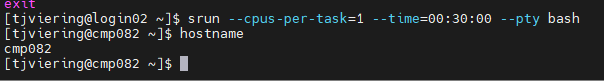 exit
[tjviering@login02 ~]$ srun --cpus-per-task=1 --time=00:30:00 --pty bash
[tjviering@cmp082 ~]$ hostname
cmp082
[tjviering@cmp082 ~]$